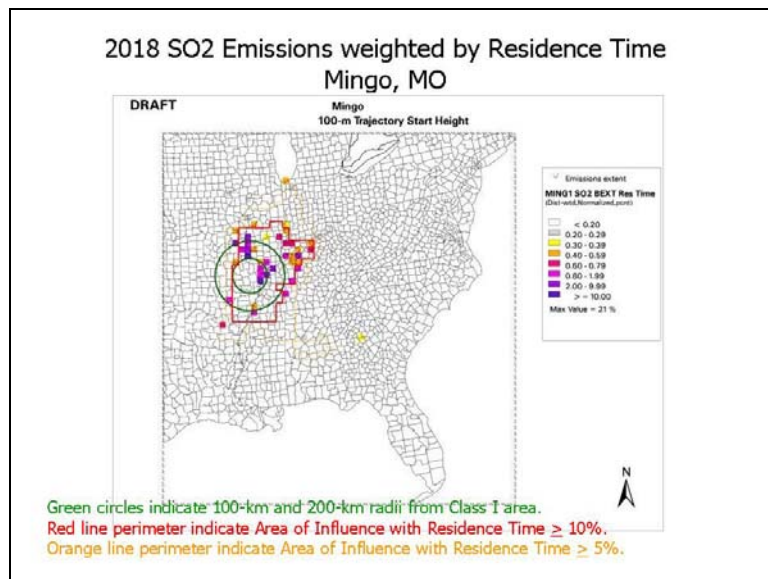 2018 SO2 Emissions weighted by Residence Time
Mingo, MO
DRAFT
Mingo
100-m Trajectory Start Height
Emissions extent
MING1 SO2 BEXT Res Time
(Dist-wtd,Normalized,pcnt)
< 0.20
0.20 - 0.29
0.30 - 0.39
0.40 - 0.59
0.60 - 0.79
0.80 - 1.99
2.00 - 9.99
> = 10.00
Max Value = 21 %
N
Green circles indicate 100-km and 200-km radii from Class I area.
Red line perimeter indicate Area of Influence with Residence Time ≥ 10%.
Orange line perimeter indicate Area of Influence with Residence Time ≥ 5%.